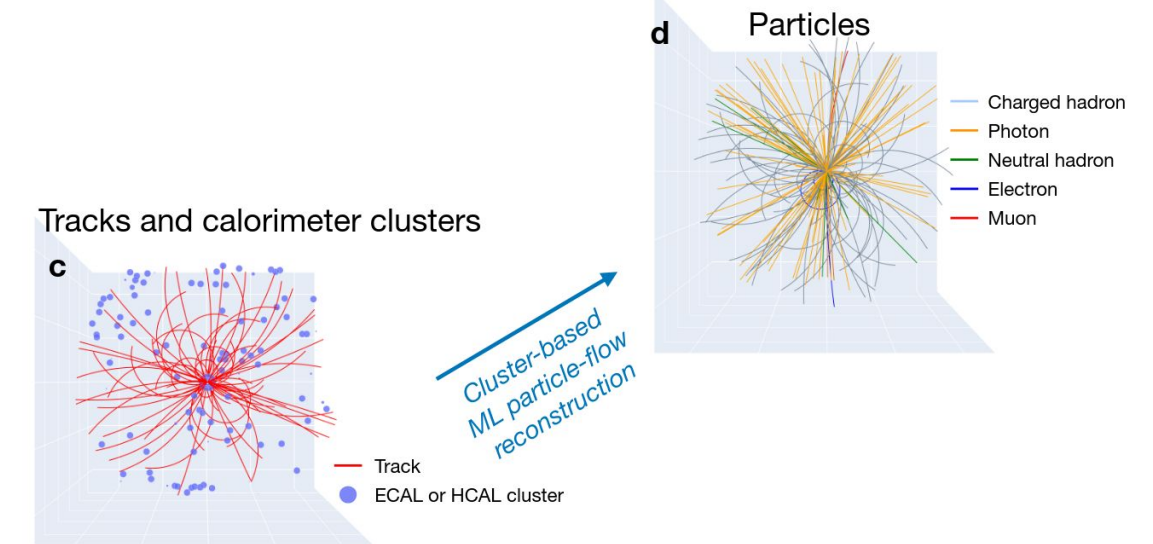 d
Particles
Charged hadron
Photon
Neutral hadron
Electron
Muon
Tracks and calorimeter clusters
c
Cluster-based
ML particle-flow
reconstruction
Track
ECAL or HCAL cluster